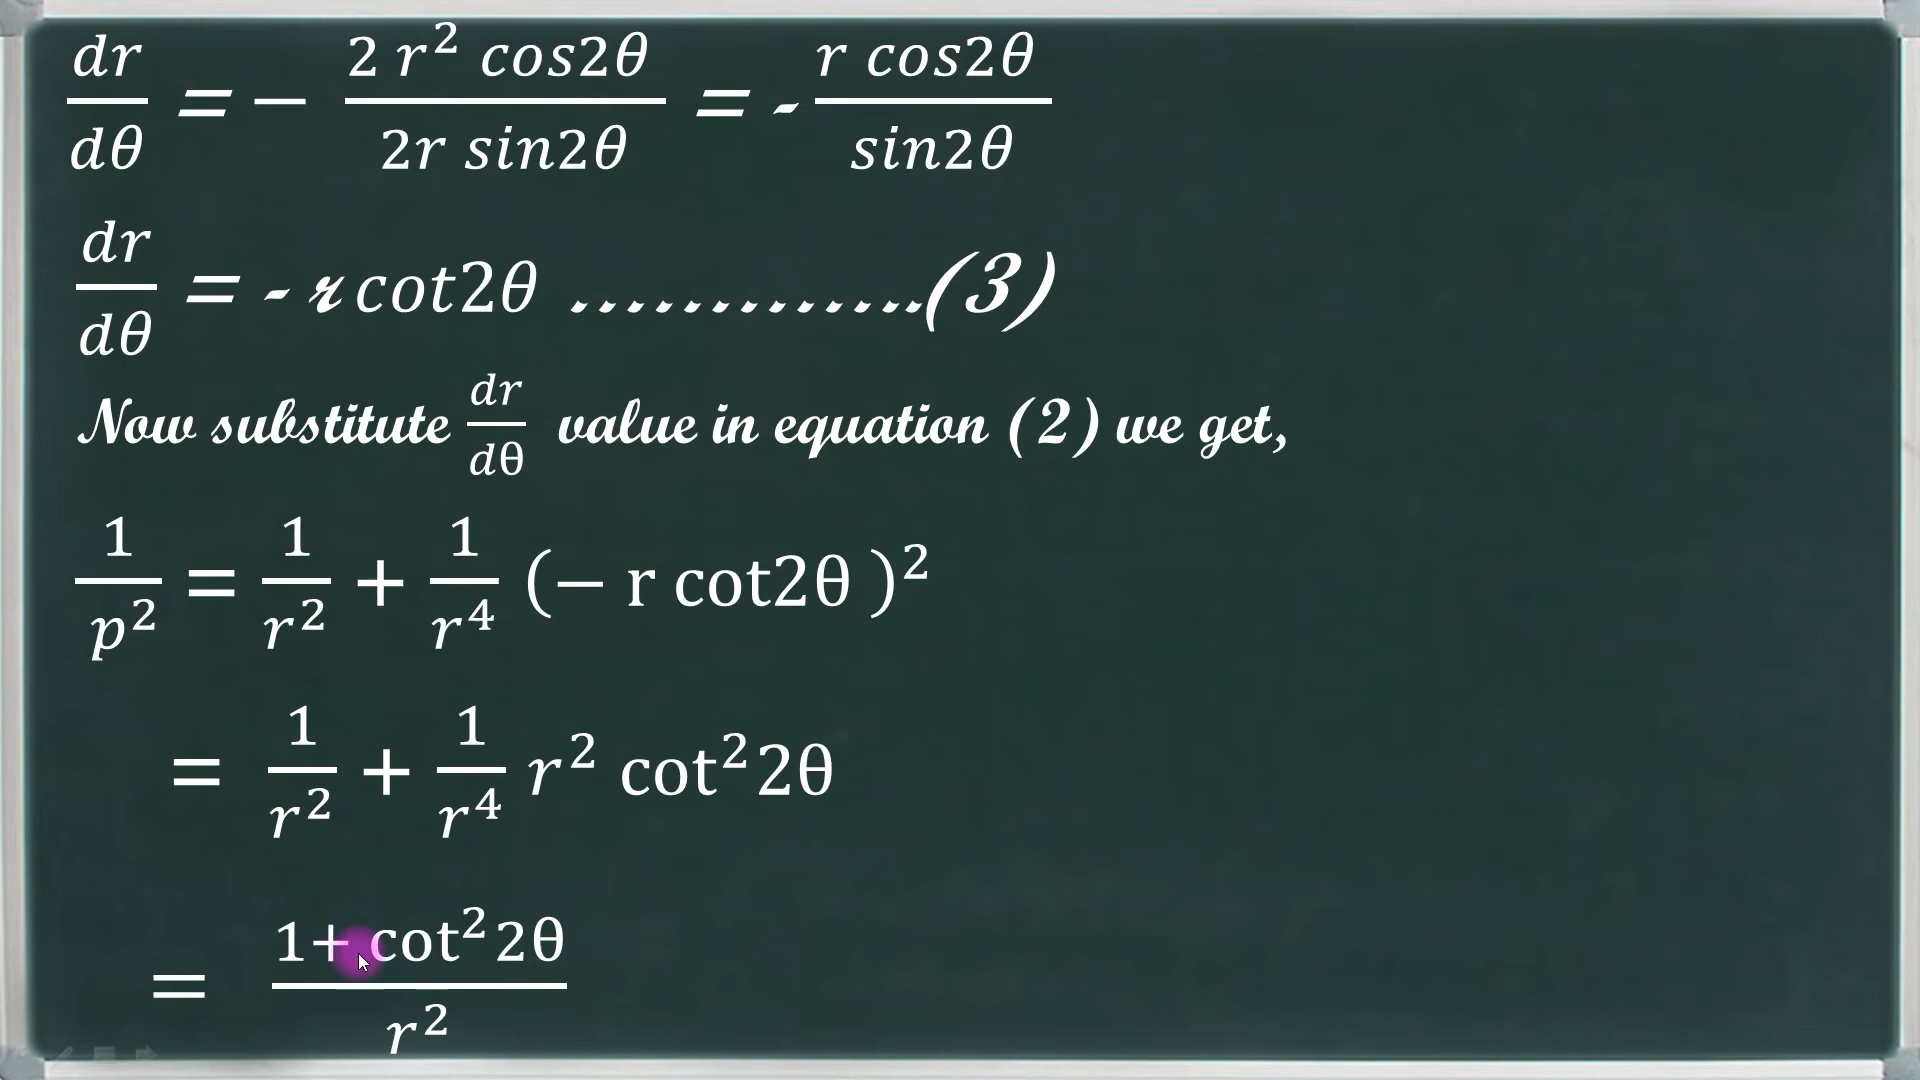 dr/dθ = − 2 r² cos2θ / 2r sin2θ = - r cos2θ / sin2θ
dr/dθ = - r cot2θ .............(3)
Now substitute dr/dθ value in equation (2) we get,
1/p² = 1/r² + 1/r⁴ (− r cot2θ )²
= 1/r² + 1/r⁴ r² cot²2θ
= 1+ cot²2θ / r²